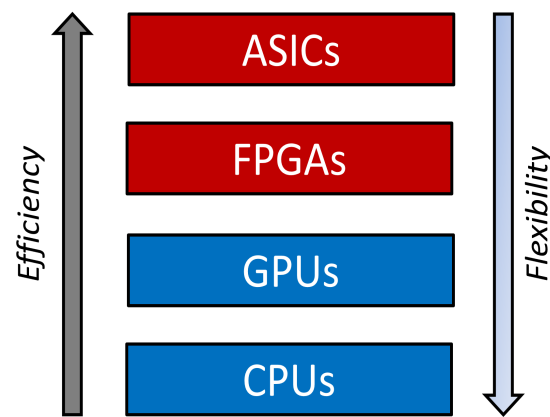 ASICs
FPGAs
GPUs
CPUs
Efficiency
Flexibility